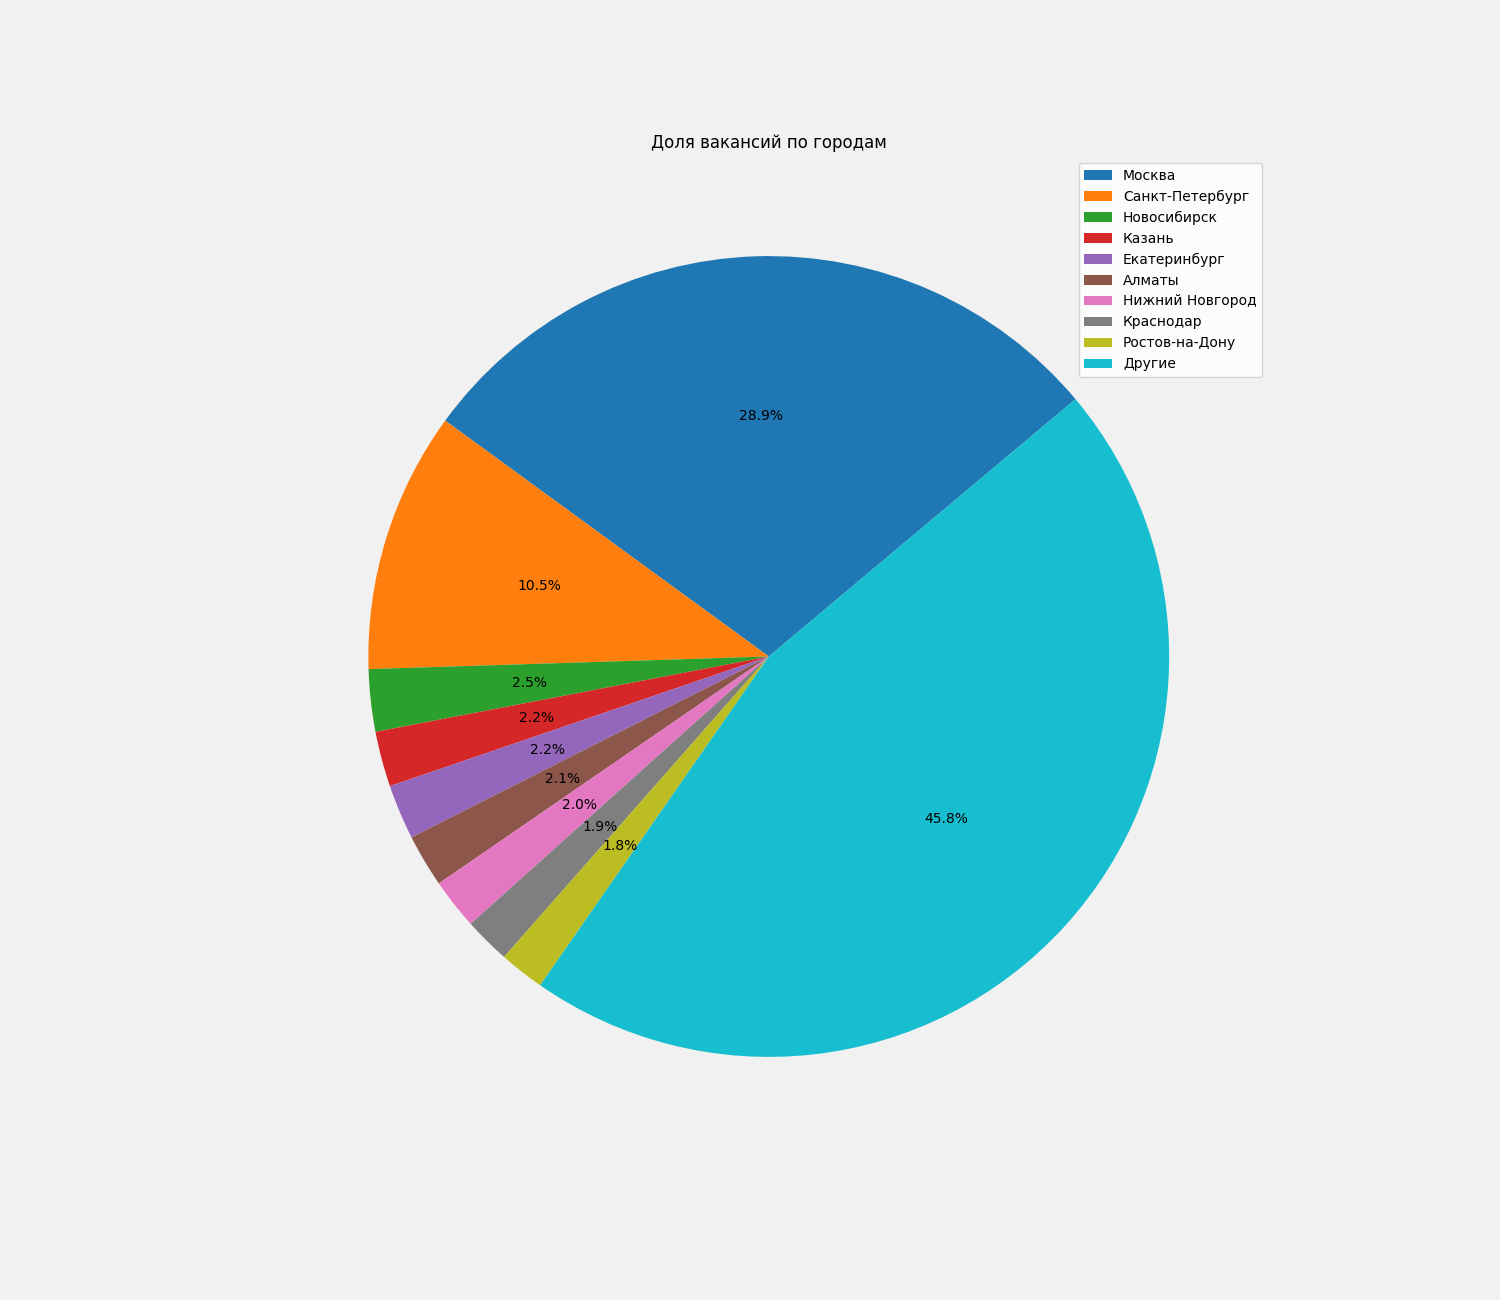 Доля вакансий по городам
Москва
Санкт-Петербург
Новосибирск
Казань
Екатеринбург
Алматы
Нижний Новгород
Краснодар
Ростов-на-Дону
Другие
28.9%
10.5%
2.5%
2.2%
2.2%
2.1%
2.0%
1.9%
1.8%
45.8%